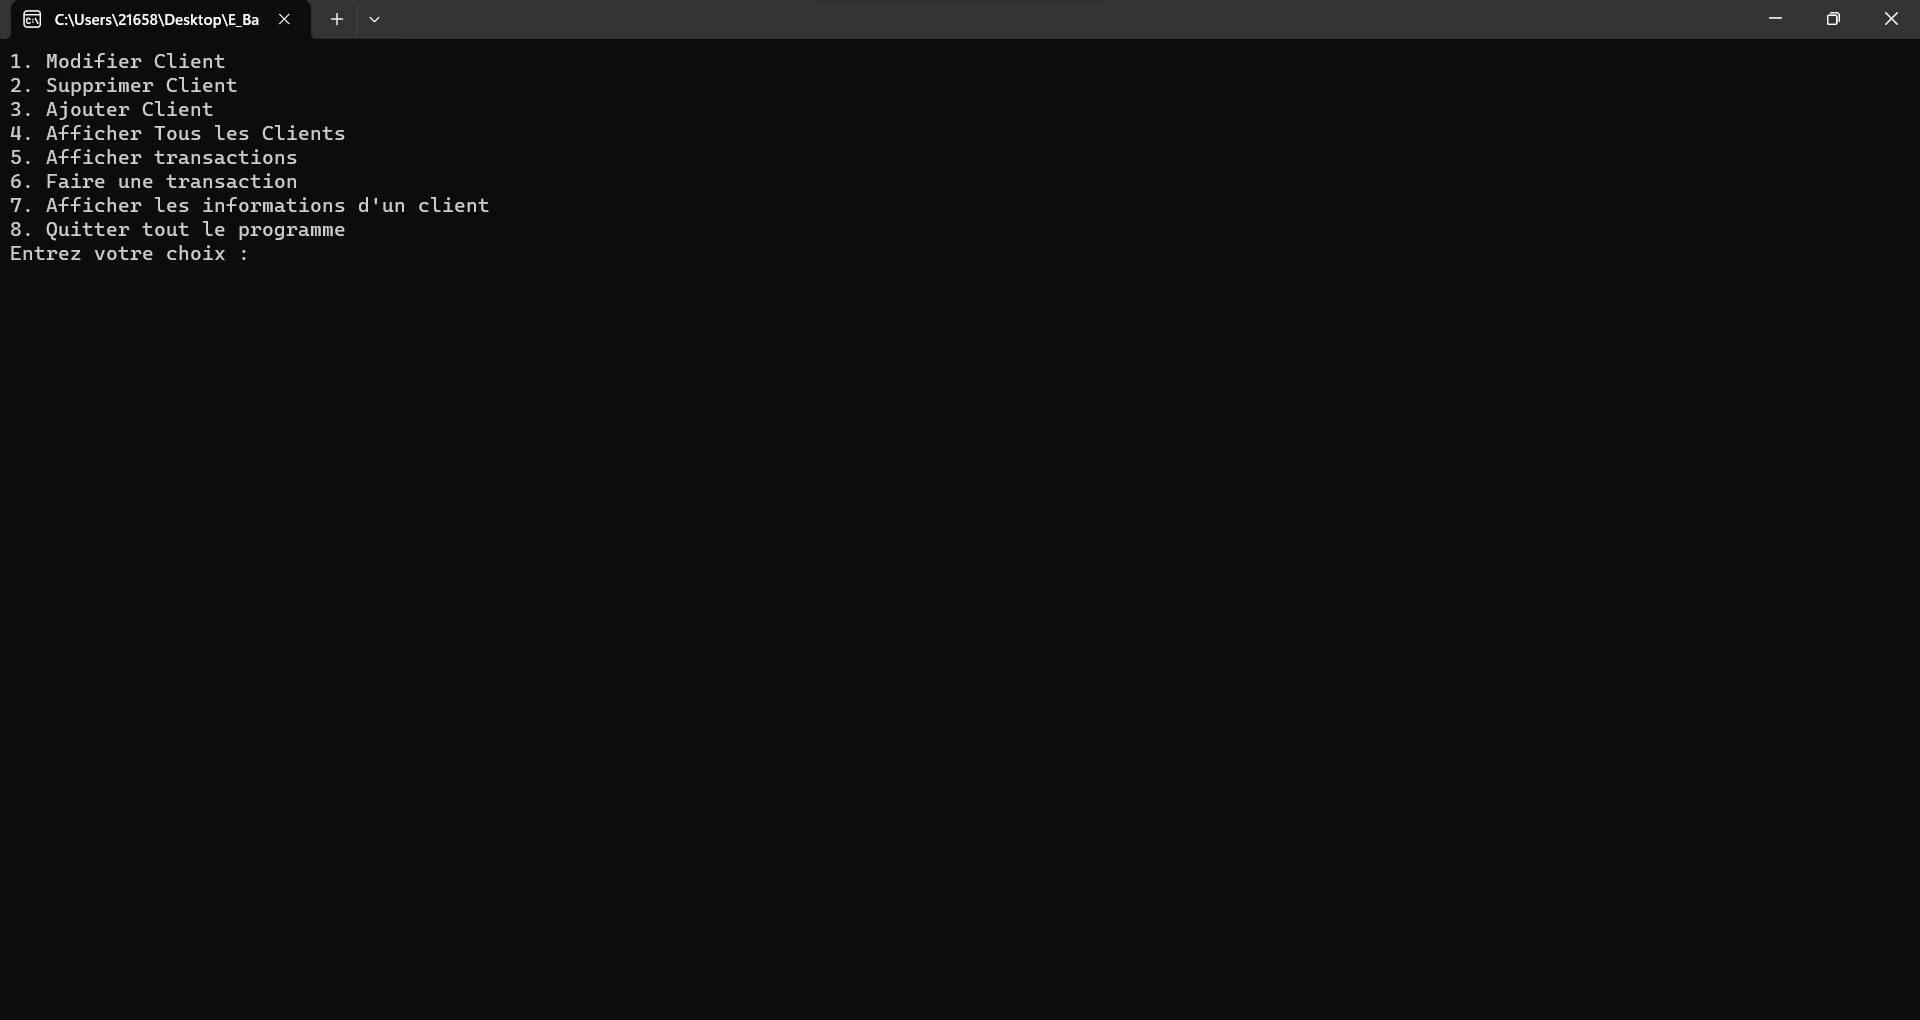 C:\Users\21658\Desktop\E_Ba
1. Modifier Client
2. Supprimer Client
3. Ajouter Client
4. Afficher Tous les Clients
5. Afficher transactions
6. Faire une transaction
7. Afficher les informations d'un client
8. Quitter tout le programme
Entrez votre choix :